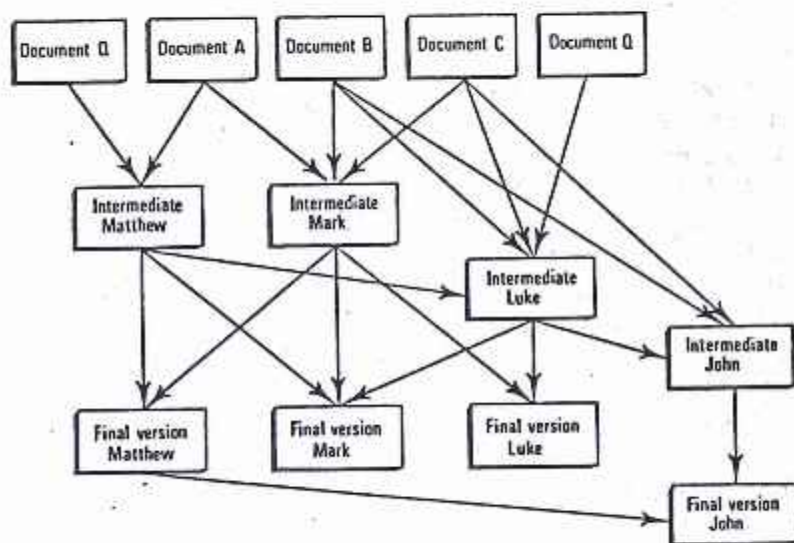 Document Q
Document A
Document B
Document C
Document Q
Intermediate
Matthew
Intermediate
Mark
Intermediate
Luke
Intermediate
John
Final version
Matthew
Final version
Mark
Final version
Luke
Final version
John